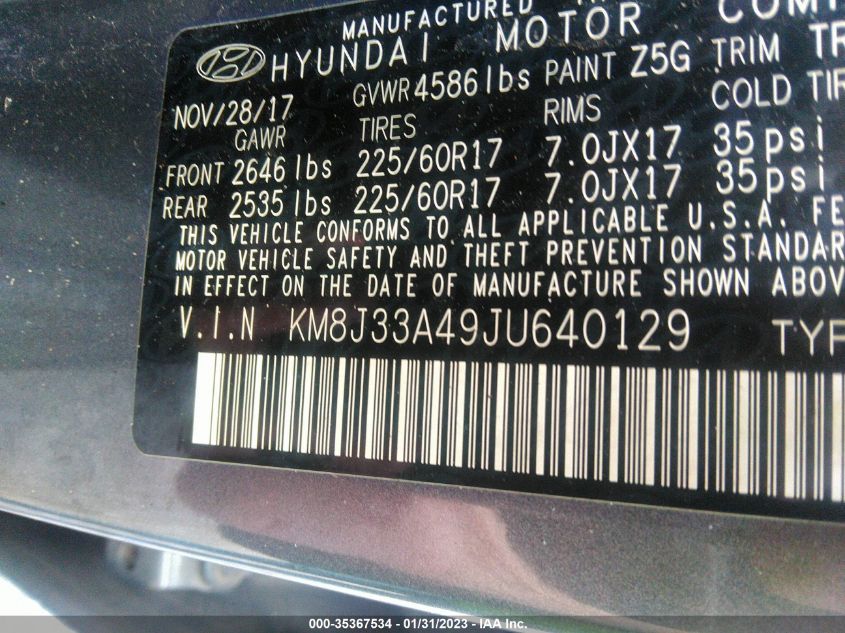 MANUFACTURED
HYUNDAI MOTOR
NOV/28/17 GVWR 4586 lbs PAINT Z5G TRIM
GAWR TIRES RIMS COLD
FRONT 2646 lbs 225/60R17 7.0JX17 35psi
REAR 2535 lbs 225/60R17 7.0JX17 35psi
THIS VEHICLE CONFORMS TO ALL APPLICABLE U.S.A.
MOTOR VEHICLE SAFETY AND THEFT PREVENTION
IN EFFECT ON THE DATE OF MANUFACTURE SHOWN
V.I.N KM8J33A49JU640129
000-35367534 - 01/31/2023 - IAA Inc.